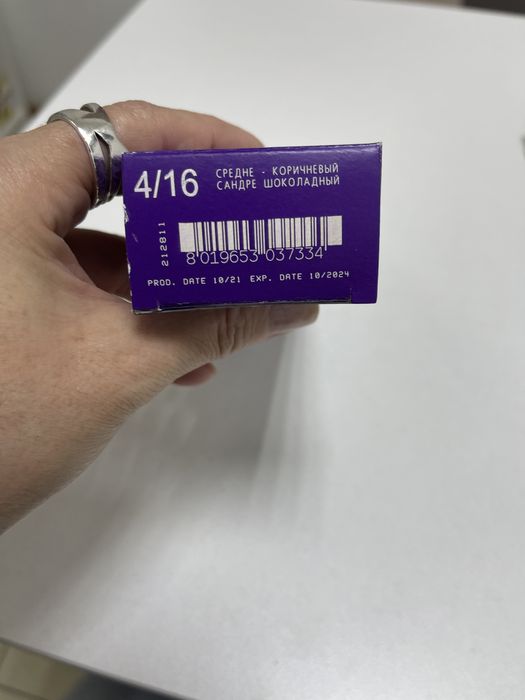 4/16
СРЕДНЕ - КОРИЧНЕВЫЙ
САНДРЕ ШОКОЛАДНЫЙ
212811
8 019653 037334
PROD. DATE 10/21 EXP. DATE 10/2024